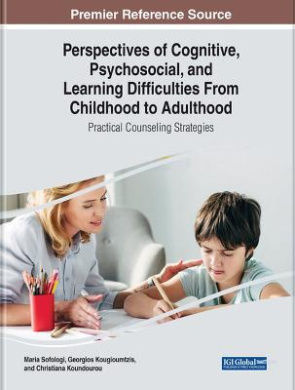 Premier Reference Source
Perspectives of Cognitive,
Psychosocial, and
Learning Difficulties From
Childhood to Adulthood
Practical Counseling Strategies
Maria Sofologi, Georgios Kougioumtzis,
and Christiana Koundourou
IGI Global